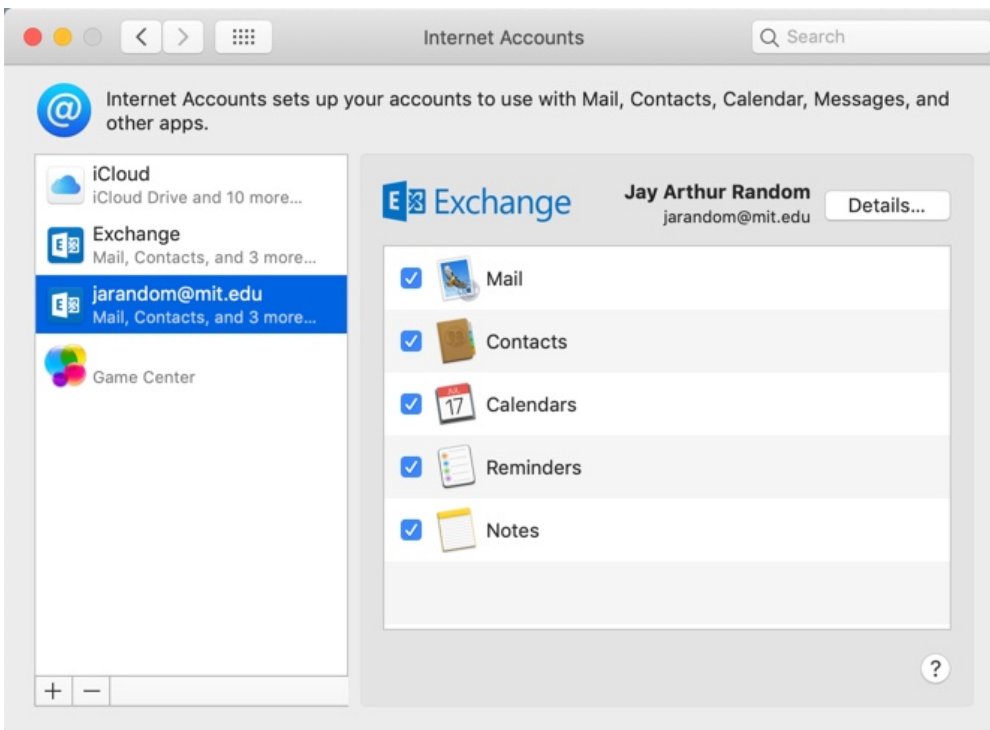 Internet Accounts
Search
Internet Accounts sets up your accounts to use with Mail, Contacts, Calendar, Messages, and
other apps.
iCloud
iCloud Drive and 10 more...
Exchange
Mail, Contacts, and 3 more...
jarandom@mit.edu
Mail, Contacts, and 3 more...
Game Center
E Exchange
Jay Arthur Random
jarandom@mit.edu
Details...
Mail
Contacts
JUL
17
Calendars
Reminders
Notes
+ −
?